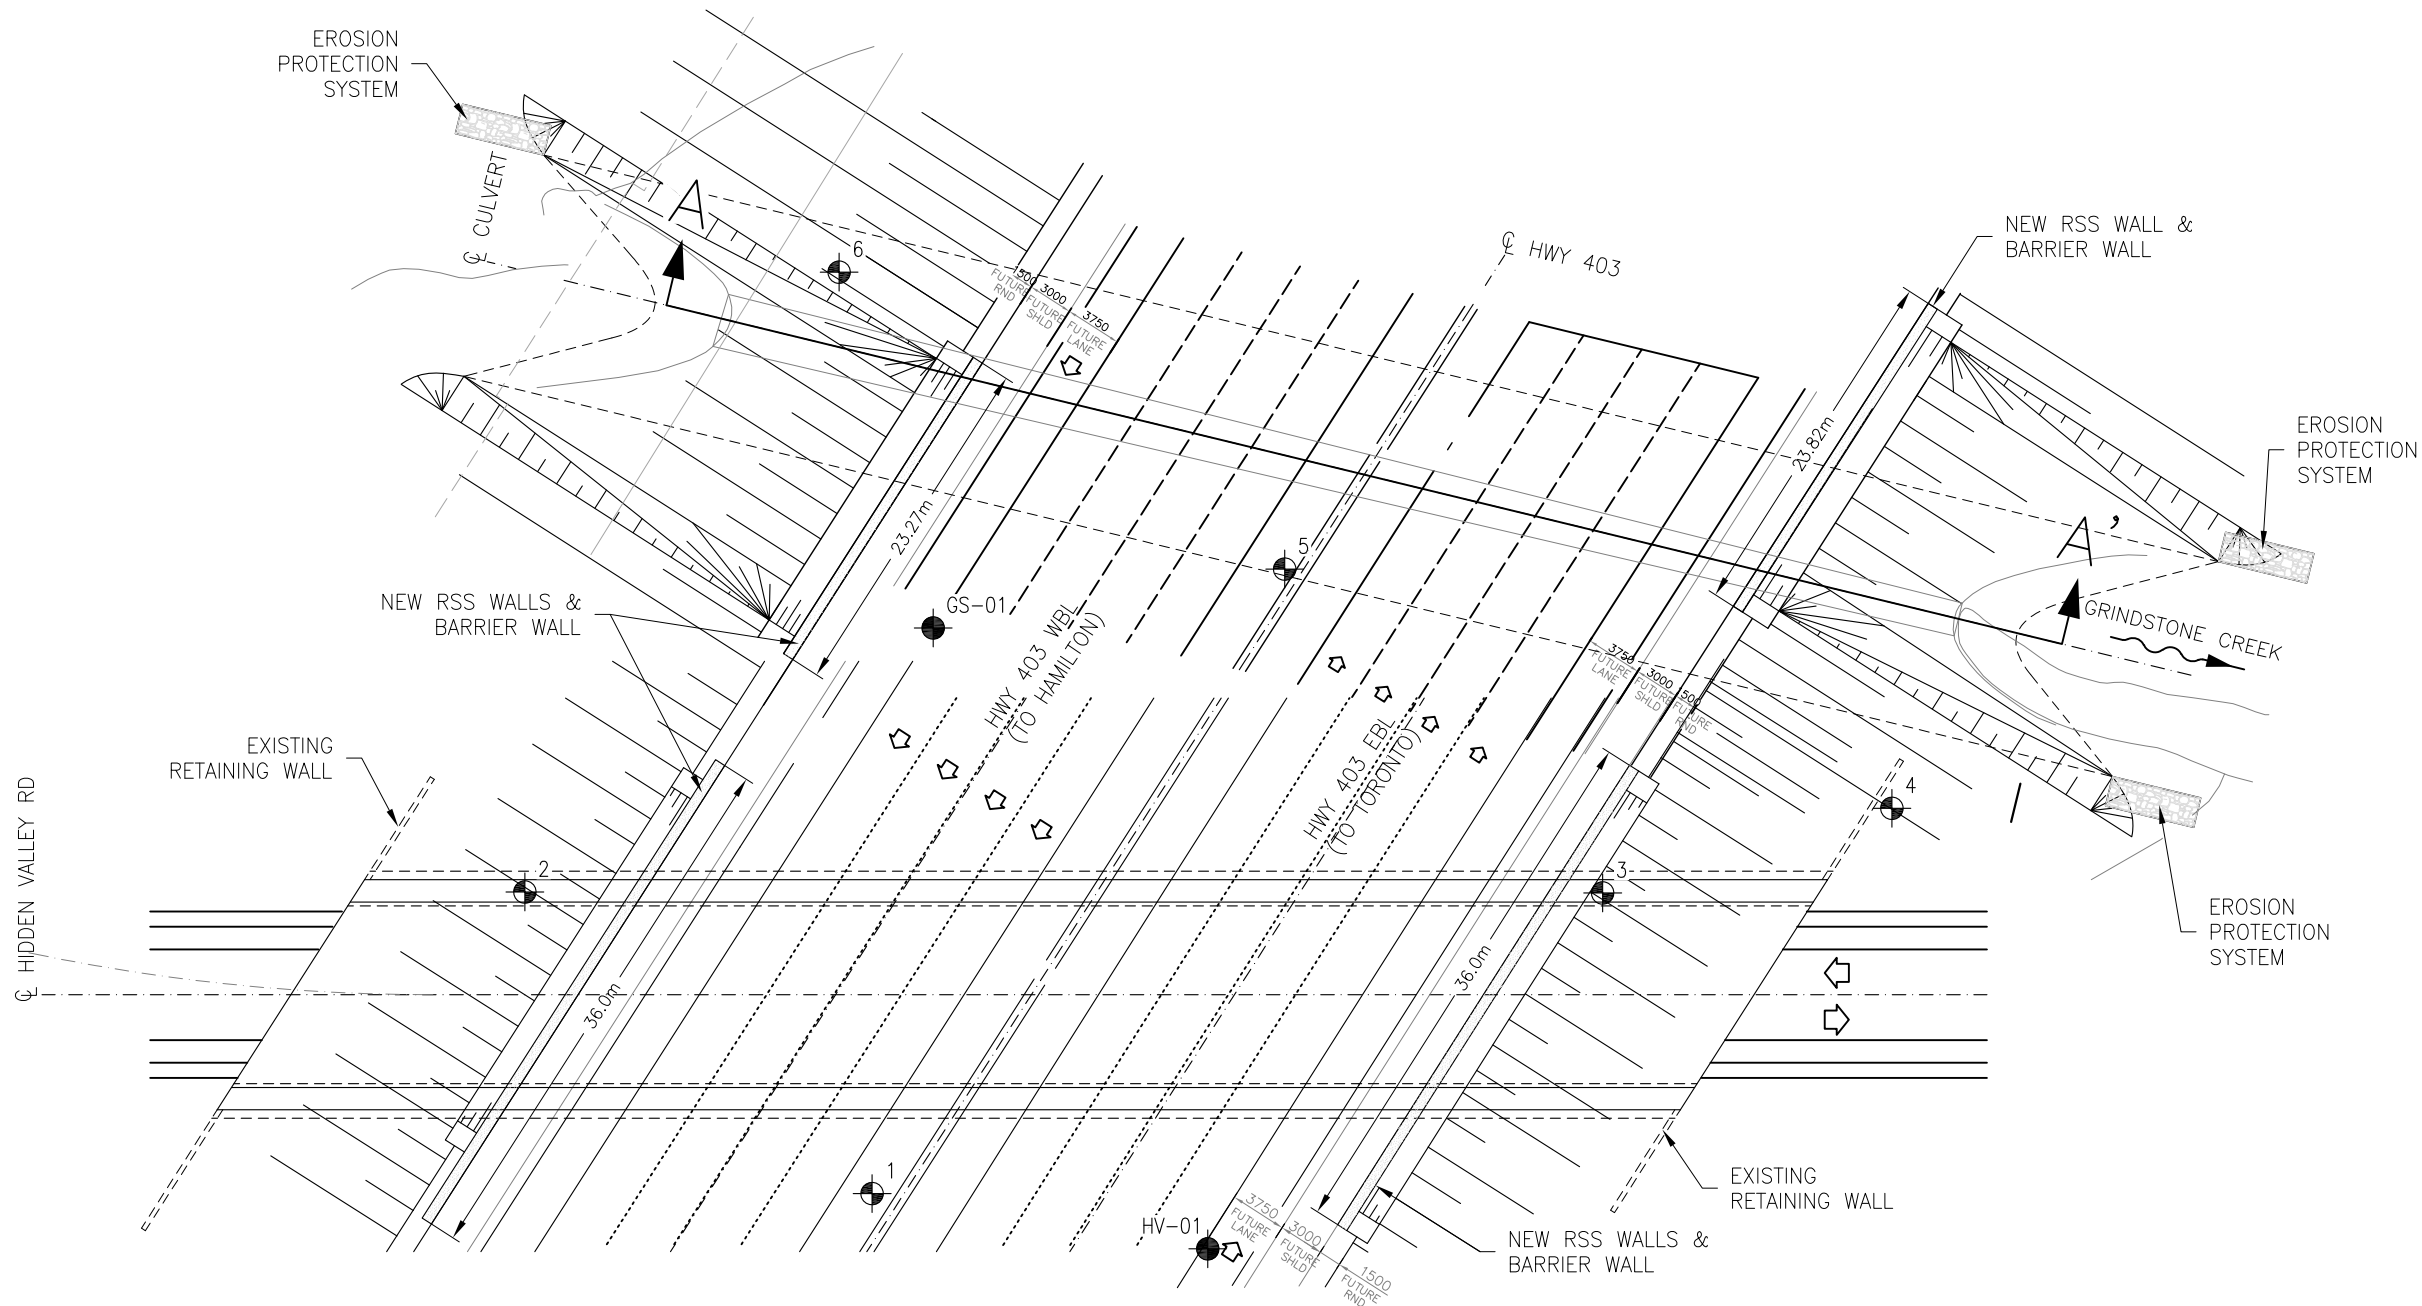 EROSION
PROTECTION
SYSTEM
℄ CULVERT
A
6
1500 3000 3750
FUTURE
RND
FUTURE
SHLD
FUTURE
LANE
℄ HWY 403
NEW RSS WALL &
BARRIER WALL
23.82m
EROSION
PROTECTION
SYSTEM
A'
GRINDSTONE CREEK
23.27m
5
GS-01
NEW RSS WALLS &
BARRIER WALL
HWY 403 WBL
(TO HAMILTON)
3750 3000 500
FUTURE
LANE
FUTURE
SHLD
FUTURE
RND
EXISTING
RETAINING WALL
HWY 403 EBL
(TO TORONTO)
4
2
3
℄ HIDDEN VALLEY RD
36.0m
36.0m
EROSION
PROTECTION
SYSTEM
1
HV-01
3750
FUTURE
LANE
3000
FUTURE
SHLD
1500
FUTURE
RND
EXISTING
RETAINING WALL
NEW RSS WALLS &
BARRIER WALL